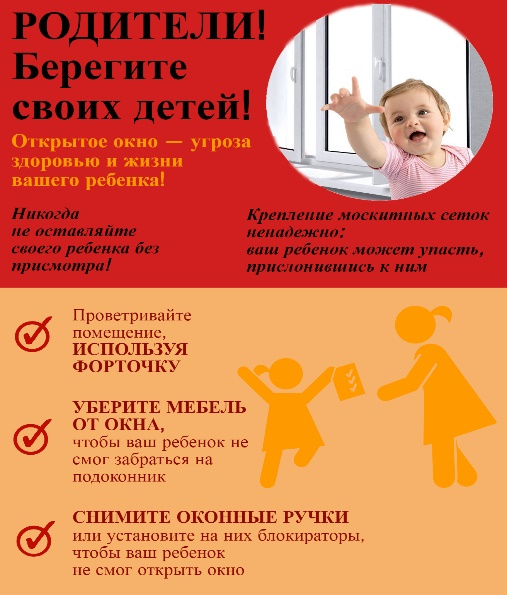 РОДИТЕЛИ!
Берегите
своих детей!
Открытое окно — угроза
здоровью и жизни
вашего ребенка!
Никогда
не оставляйте
своего ребенка без
присмотра!
Крепление москитных сеток
ненадежно:
ваш ребенок может упасть,
прислонившись к ним
Проветривайте
помещение,
ИСПОЛЬЗУЯ
ФОРТОЧКУ
УБЕРИТЕ МЕБЕЛЬ
ОТ ОКНА,
чтобы ваш ребенок не
смог забраться на
подоконник
СНИМИТЕ ОКОННЫЕ РУЧКИ
или установите на них блокираторы,
чтобы ваш ребенок
не смог открыть окно